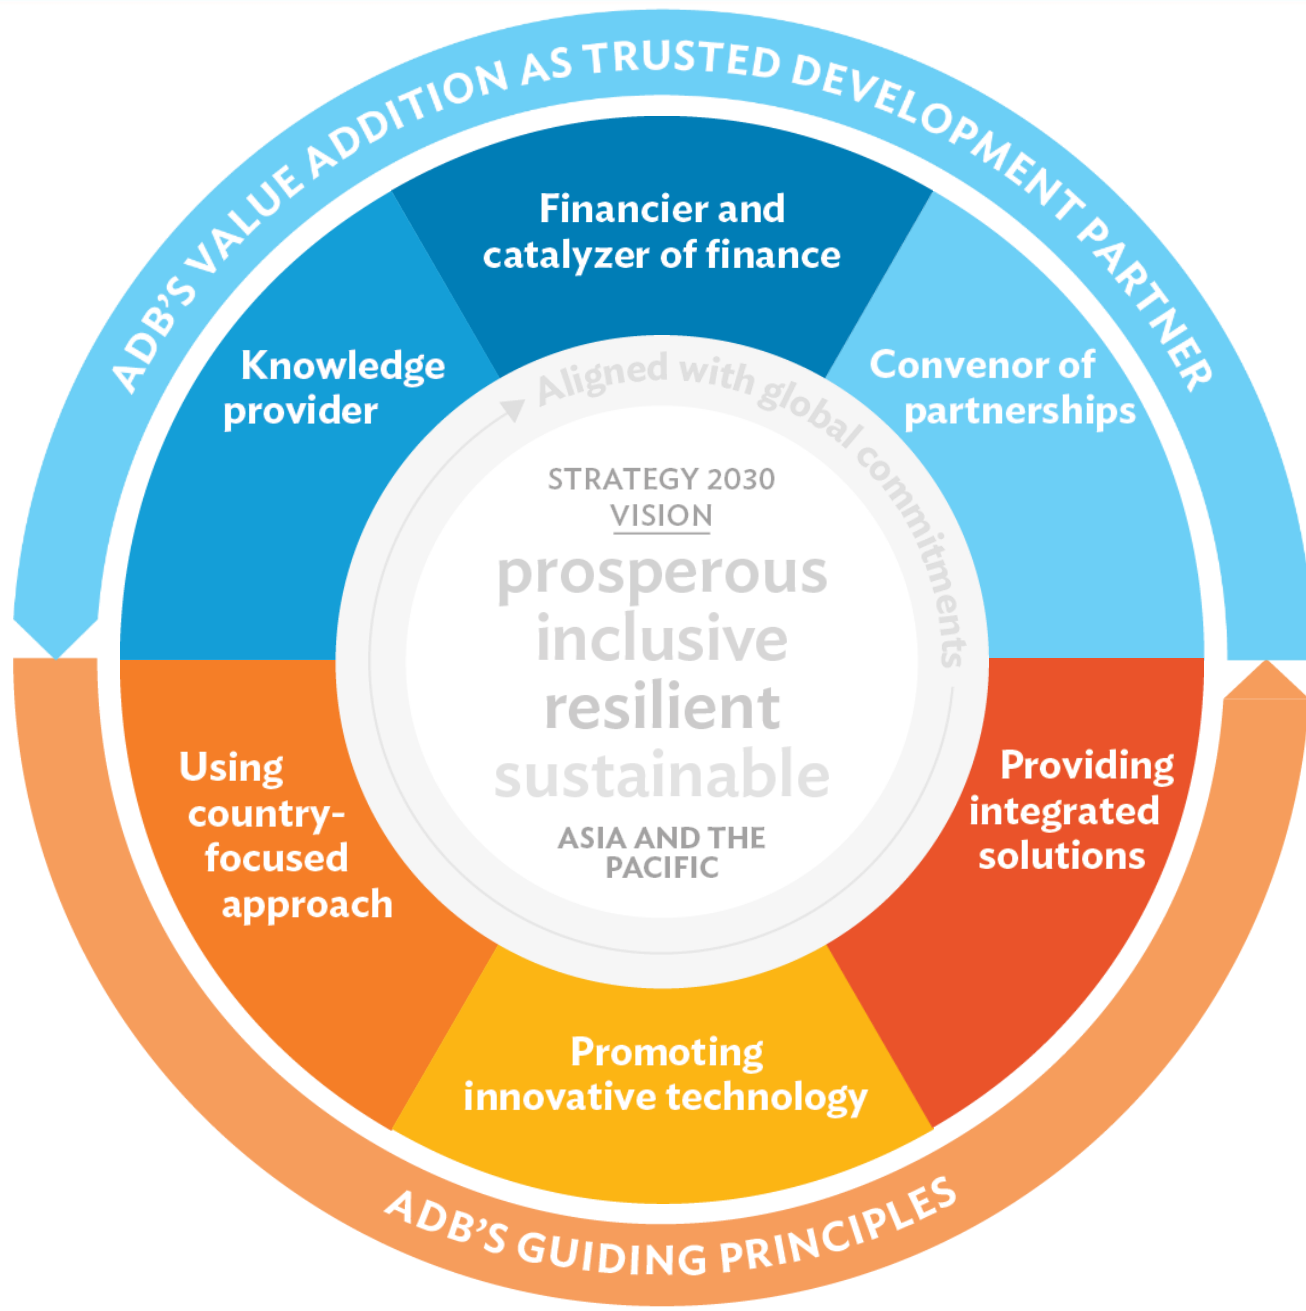 ADB’S VALUE ADDITION AS TRUSTED DEVELOPMENT PARTNER
Financier and
catalyzer of finance
Knowledge
provider
Convenor of
partnerships
Aligned with global commitments
STRATEGY 2030
VISION
prosperous
inclusive
resilient
sustainable
ASIA AND THE
PACIFIC
Using
country-
focused
approach
Providing
integrated
solutions
Promoting
innovative technology
ADB’S GUIDING PRINCIPLES